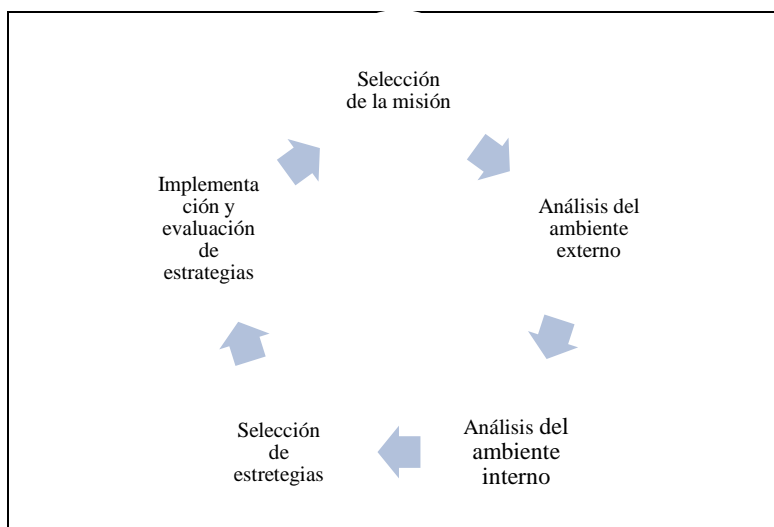 Selección
de la misión
Análisis del
ambiente
externo
Análisis del
ambiente
interno
Selección
de
estretegias
Implementa
ción y
evaluación
de
estrategias